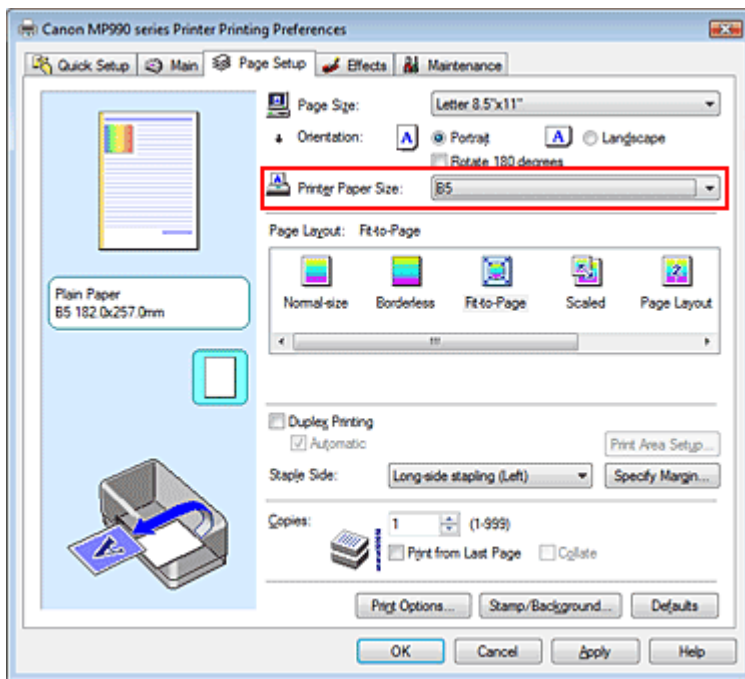 Canon MP990 series Printer Printing Preferences
Quick Setup Main Page Setup Effects Maintenance
Page Size: Letter 8.5"x11"
Orientation: A Portrait A Landscape
Rotate 180 degrees
Printer Paper Size: B5
Page Layout: Fit-to-Page
Normal-size Borderless Fit-to-Page Scaled Page Layout
Plain Paper
B5 182.0x257.0mm
Duplex Printing
Automatic Print Area Setup...
Staple Side: Long-side stapling (Left) Specify Margin...
Copies: 1 (1-999)
Print from Last Page Collate
Print Options... Stamp/Background... Defaults
OK Cancel Apply Help